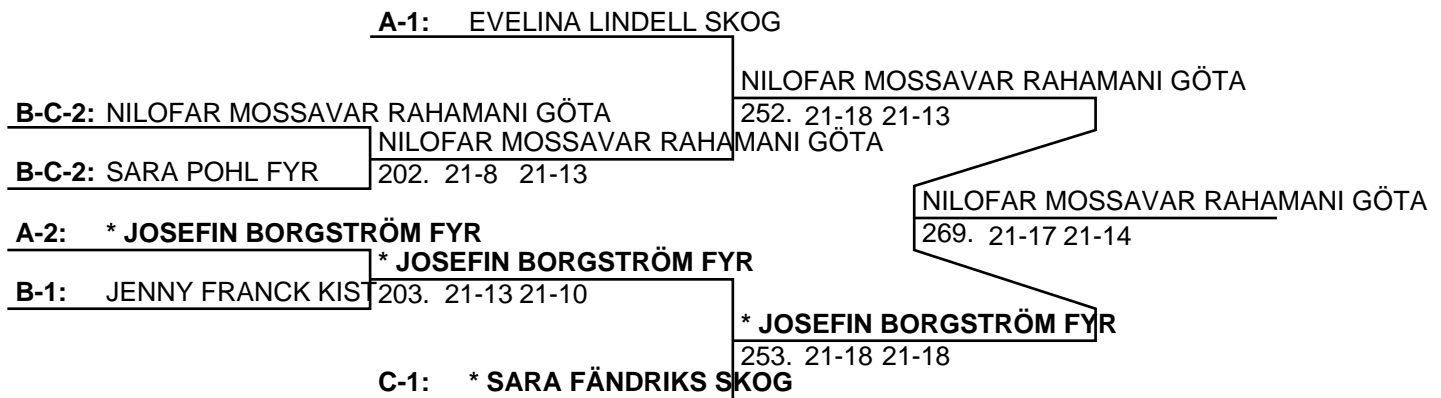 A-1: EVELINA LINDELL SKOG
NILOFAR MOSSAVAR RAHAMANI GÖTA
B-C-2: NILOFAR MOSSAVAR RAHAMANI GÖTA
252. 21-18 21-13
NILOFAR MOSSAVAR RAHAMANI GÖTA
B-C-2: SARA POHL FYR
202. 21-8 21-13
NILOFAR MOSSAVAR RAHAMANI GÖTA
A-2: * JOSEFIN BORGSTRÖM FYR
269. 21-17 21-14
* JOSEFIN BORGSTRÖM FYR
B-1: JENNY FRANCK KIST
203. 21-13 21-10
* JOSEFIN BORGSTRÖM FYR
253. 21-18 21-18
C-1: * SARA FÄNDRIKS SKOG